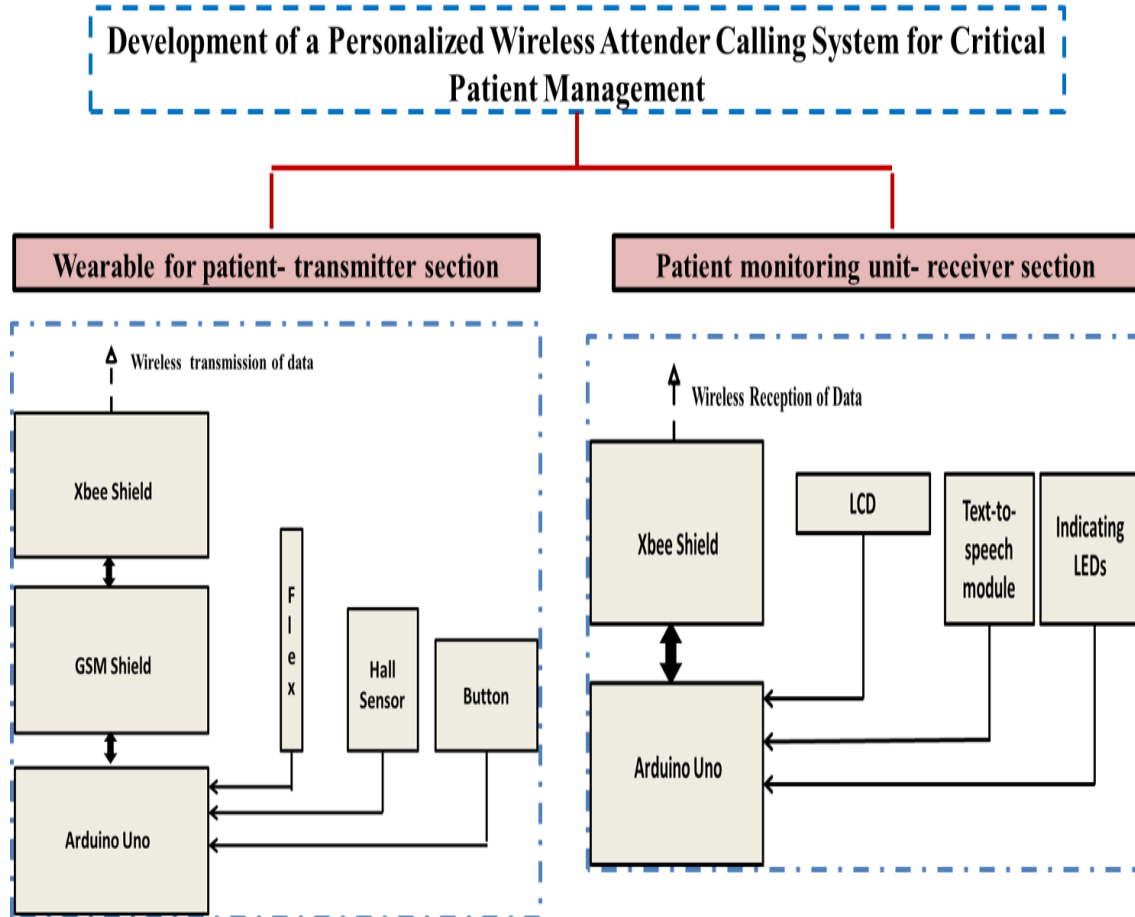 Development of a Personalized Wireless Attender Calling System for Critical
Patient Management
Wearable for patient- transmitter section
Patient monitoring unit- receiver section
Wireless transmission of data
Xbee Shield
GSM Shield
Arduino Uno
F
l
e
x
Hall
Sensor
Button
Wireless Reception of Data
Xbee Shield
LCD
Text-to-
speech
module
Indicating
LEDs
Arduino Uno